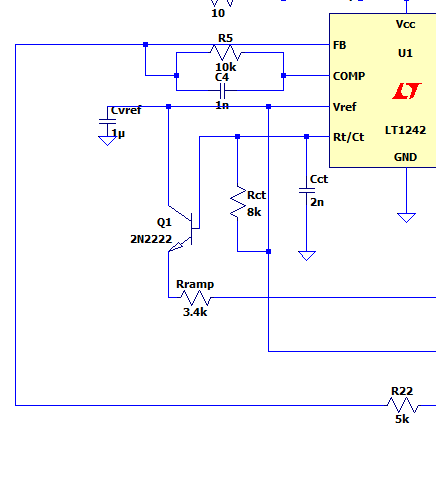 10
Vcc
R5
FB
U1
10k
C4
COMP
1n
Cvref
Vref
1µ
LT1242
Rt/Ct
GND
Cct
Rct
2n
8k
Q1
2N2222
Rramp
3.4k
R22
5k